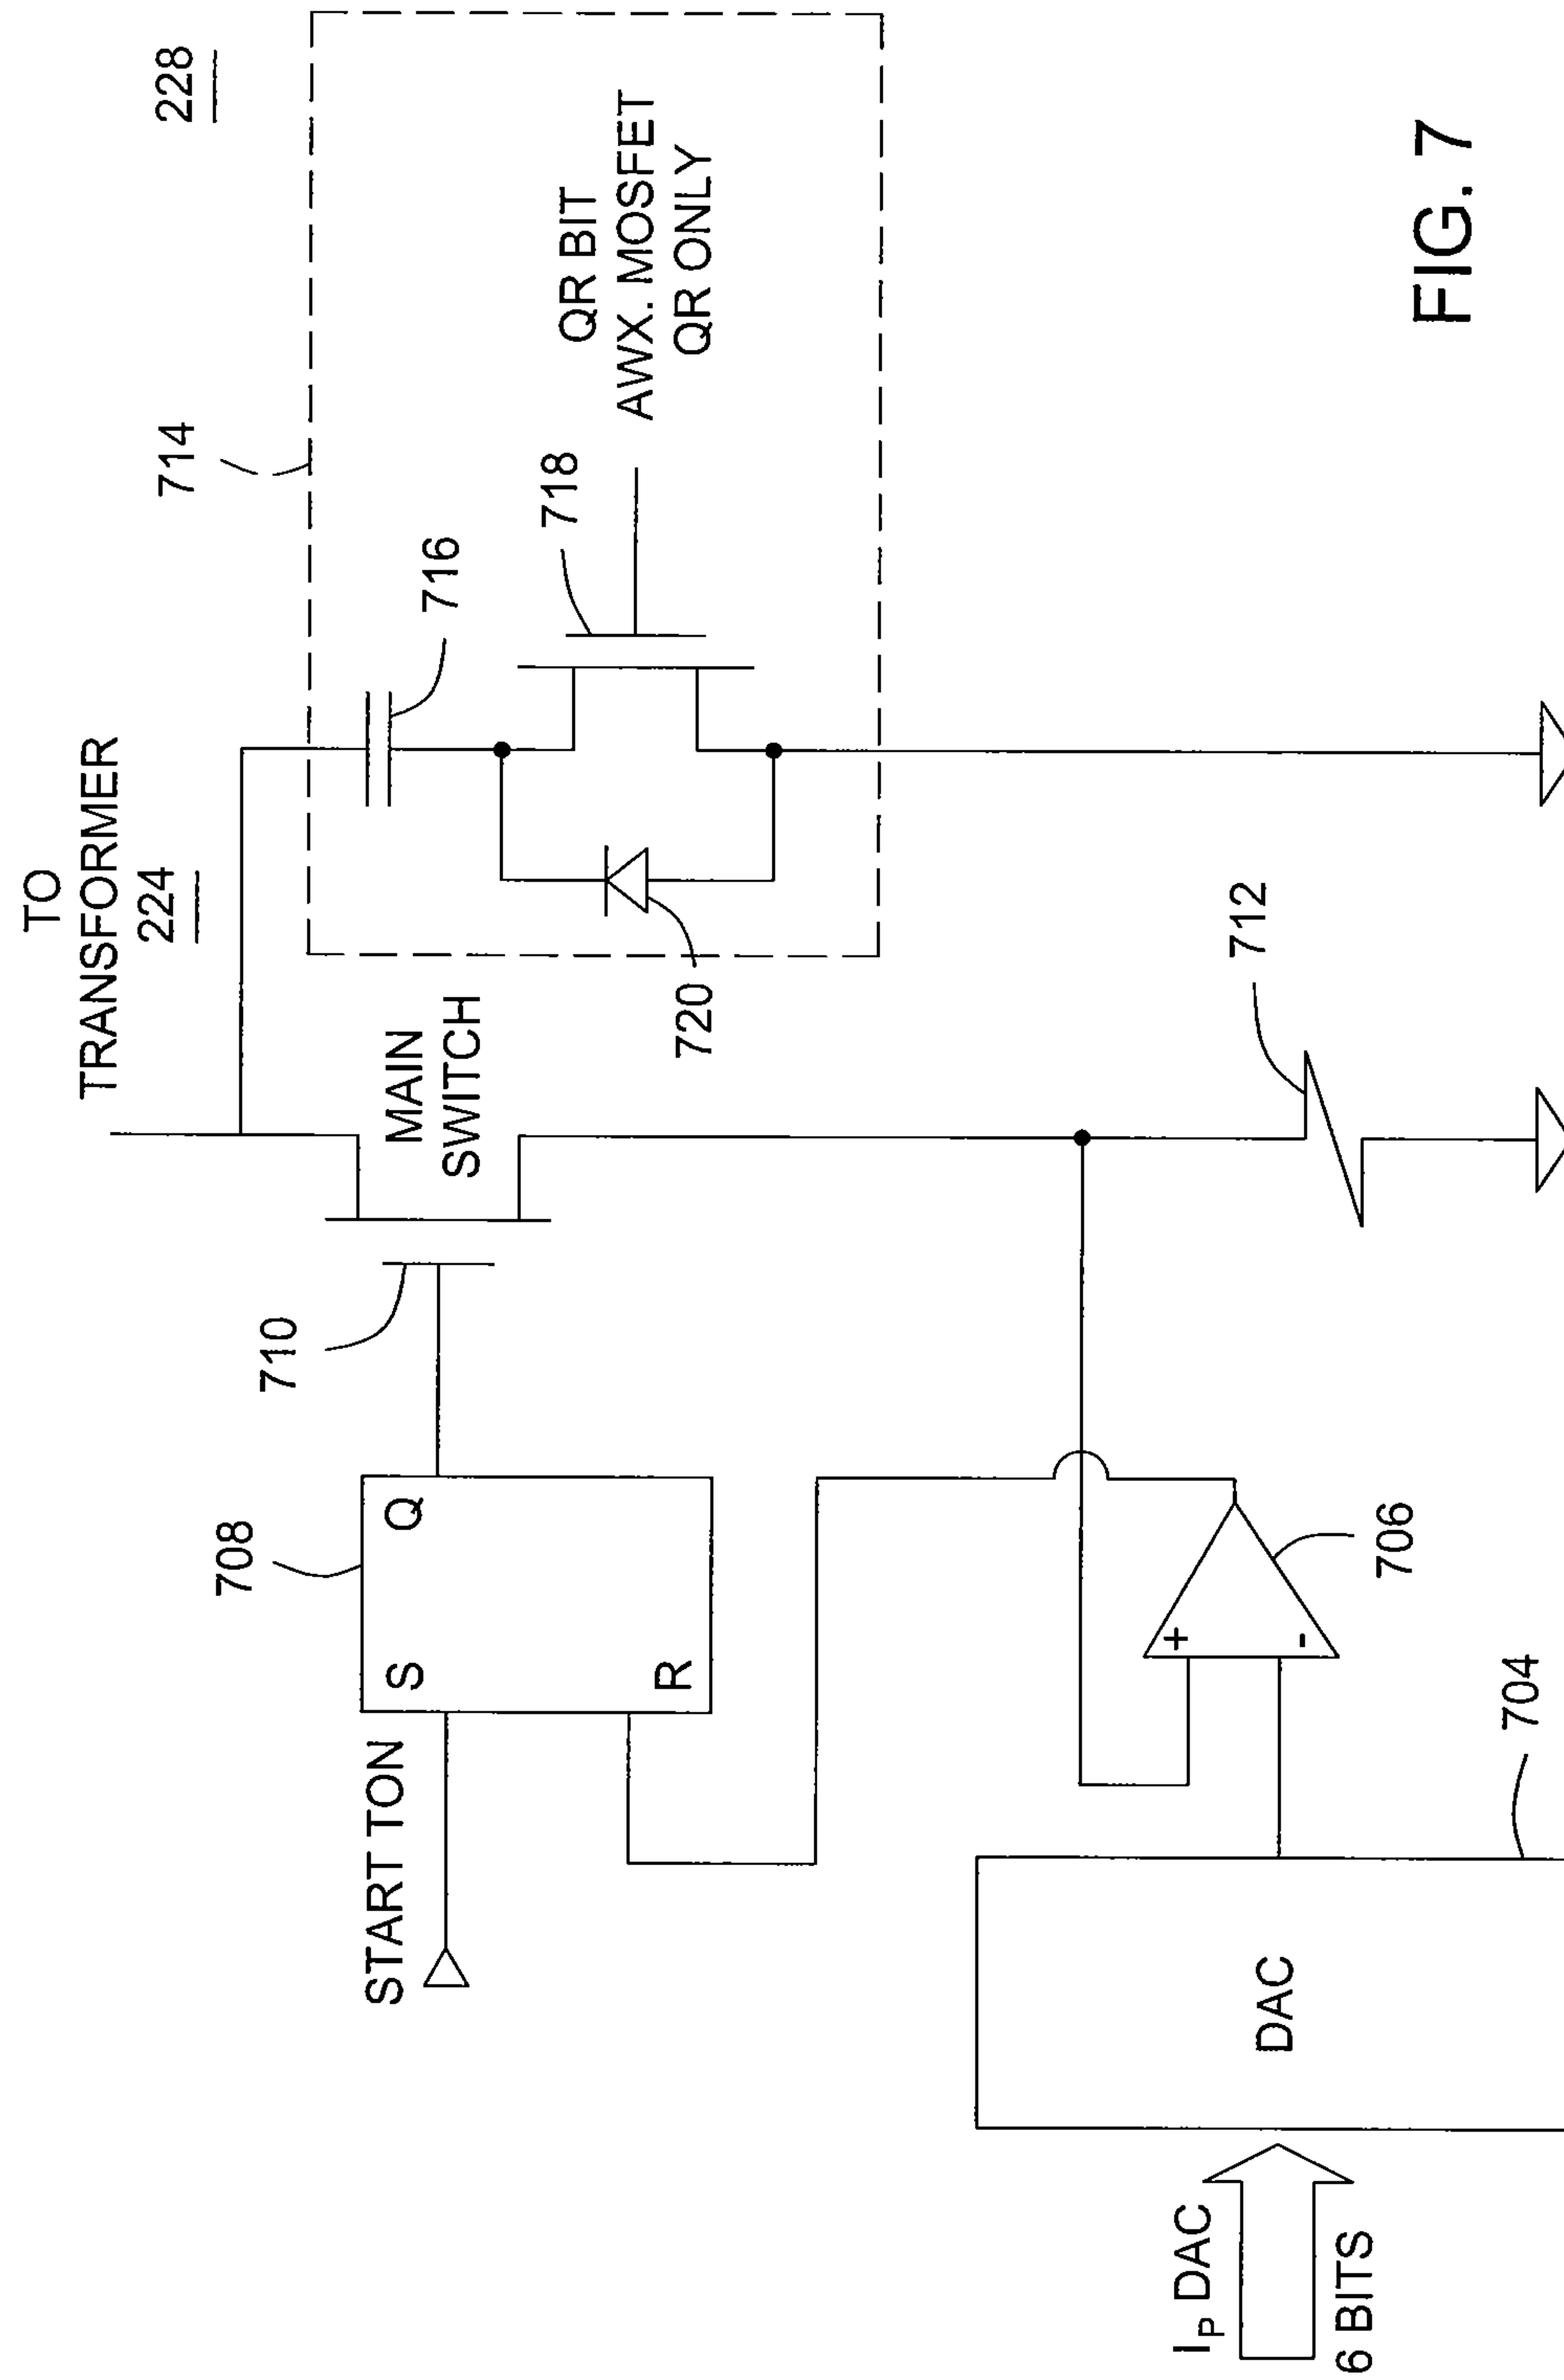 TO
TRANSFORMER
224
228
714
716
718
QR BIT
AWX. MOSFET
QR ONLY
720
MAIN
SWITCH
710
708
S
Q
R
START TON
712
+
-
706
704
DAC
I_P DAC
6 BITS
FIG. 7